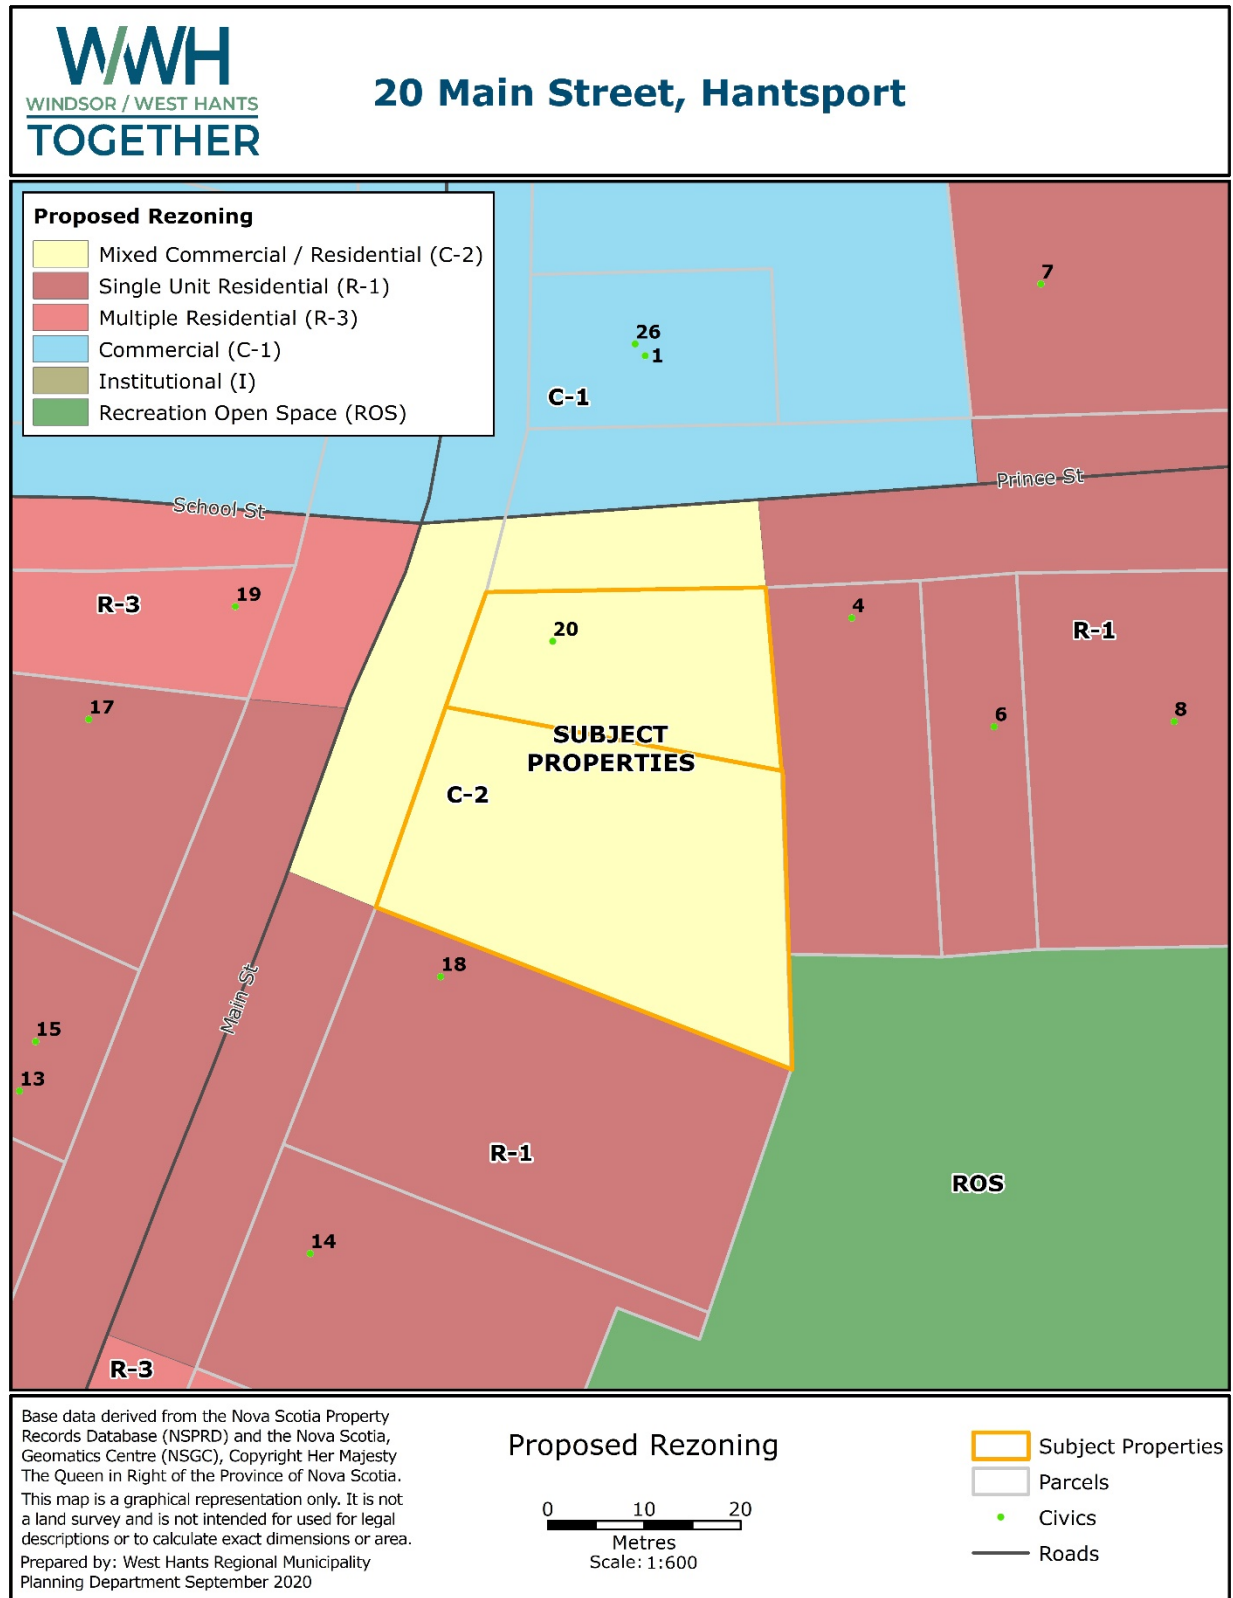 WWH
WINDSOR / WEST HANTS
TOGETHER
20 Main Street, Hantsport
Proposed Rezoning
Mixed Commercial / Residential (C-2)
Single Unit Residential (R-1)
Multiple Residential (R-3)
Commercial (C-1)
Institutional (I)
Recreation Open Space (ROS)
7
26
1
C-1
School St
Prince St
19
R-3
20
4
R-1
17
6
8
SUBJECT
PROPERTIES
C-2
18
Main St
15
13
R-1
ROS
14
R-3
Base data derived from the Nova Scotia Property
Records Database (NSPRD) and the Nova Scotia,
Geomatics Centre (NSGC), Copyright Her Majesty
The Queen in Right of the Province of Nova Scotia.
This map is a graphical representation only. It is not
a land survey and is not intended for used for legal
descriptions or to calculate exact dimensions or area.
Prepared by: West Hants Regional Municipality
Planning Department September 2020
Proposed Rezoning
0 10 20
Metres
Scale: 1:600
Subject Properties
Parcels
Civics
Roads